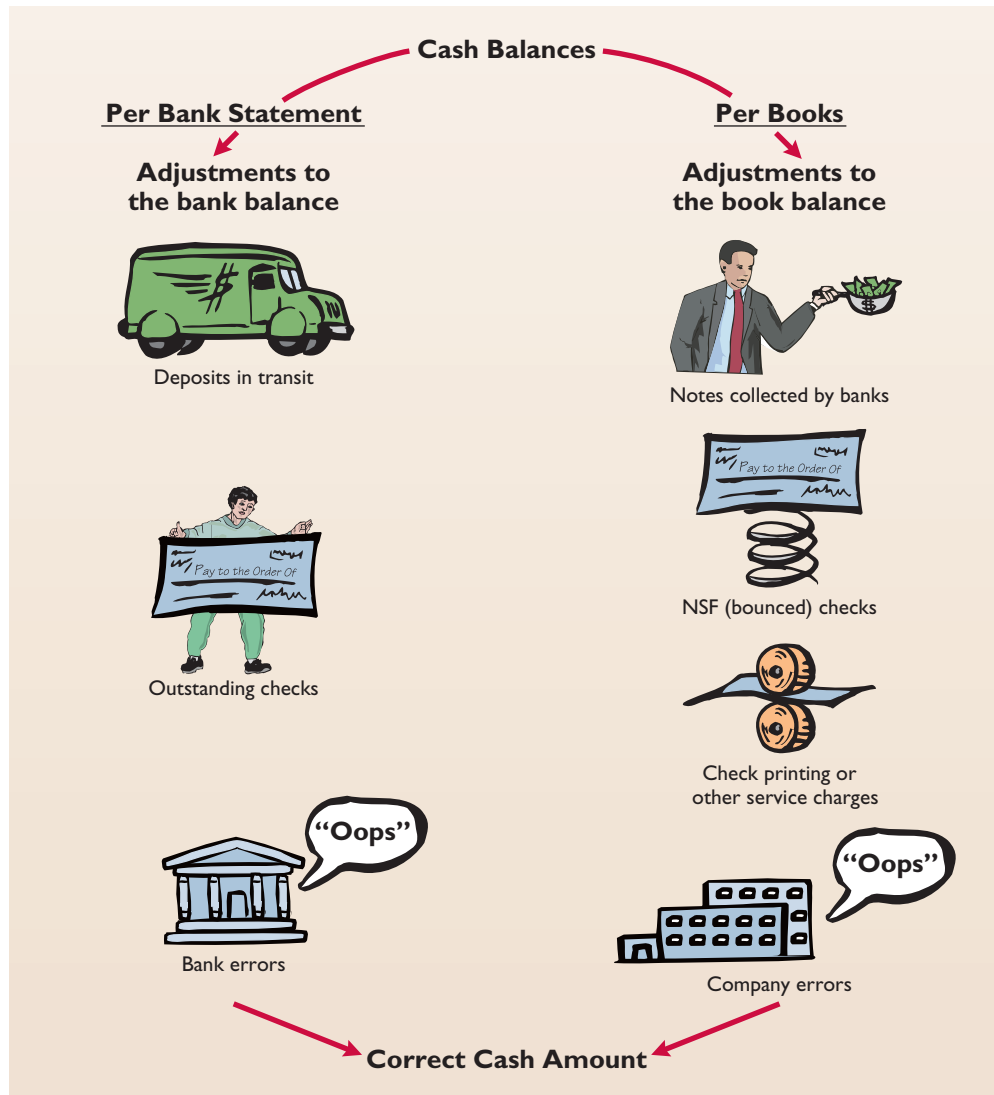 Cash Balances
Per Bank Statement
Adjustments to
the bank balance
$
Deposits in transit
Pay to the Order Of
Outstanding checks
“Oops”
Bank errors
Per Books
Adjustments to
the book balance
$
Notes collected by banks
Pay to the Order Of
NSF (bounced) checks
Check printing or
other service charges
“Oops”
Company errors
Correct Cash Amount